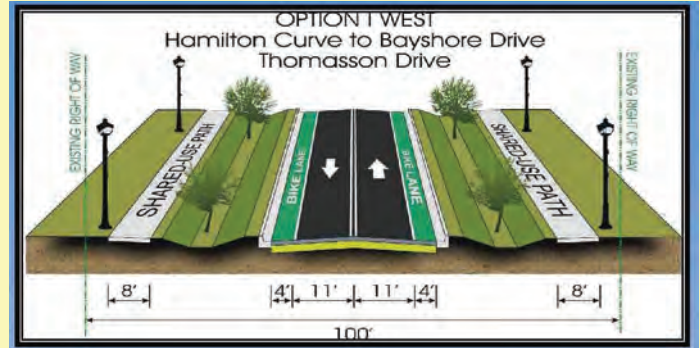 OPTION I WEST
Hamilton Curve to Bayshore Drive
Thomasson Drive
EXISTING RIGHT OF WAY
SHARED-USE PATH
BIKE LANE
BIKE LANE
SHARED-USE PATH
EXISTING RIGHT OF WAY
8' 4' 11' 11' 4' 8'
100'